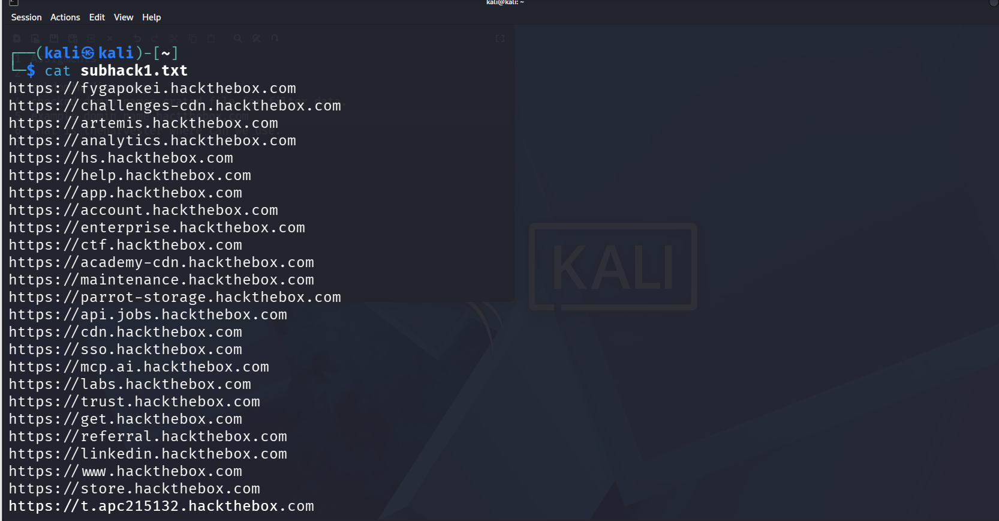 kali@kali: ~
Session Actions Edit View Help
┌──(kali㉿kali)-[~]
└─$ cat subhack1.txt
https://fygapokei.hackthebox.com
https://challenges-cdn.hackthebox.com
https://artemis.hackthebox.com
https://analytics.hackthebox.com
https://hs.hackthebox.com
https://help.hackthebox.com
https://app.hackthebox.com
https://account.hackthebox.com
https://enterprise.hackthebox.com
https://ctf.hackthebox.com
https://academy-cdn.hackthebox.com
https://maintenance.hackthebox.com
https://parrot-storage.hackthebox.com
https://api.jobs.hackthebox.com
https://cdn.hackthebox.com
https://sso.hackthebox.com
https://mcp.ai.hackthebox.com
https://labs.hackthebox.com
https://trust.hackthebox.com
https://get.hackthebox.com
https://referral.hackthebox.com
https://linkedin.hackthebox.com
https://www.hackthebox.com
https://store.hackthebox.com
https://t.apc215132.hackthebox.com
KALI